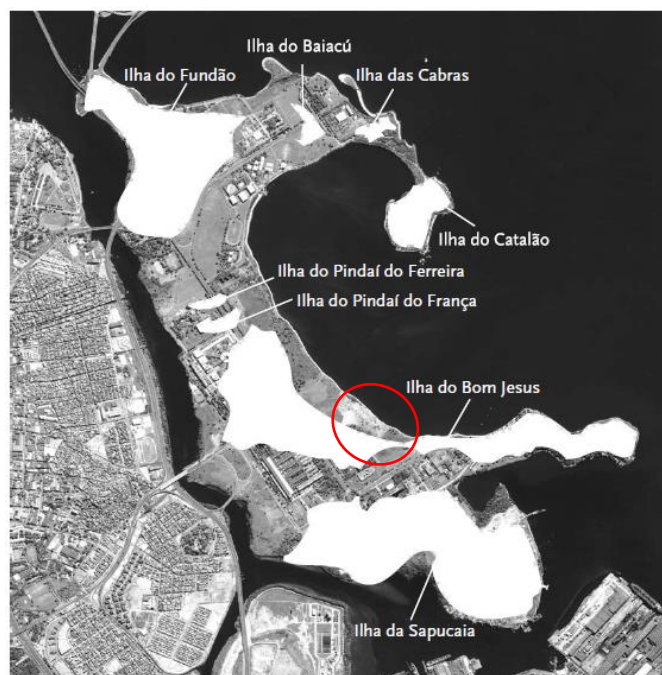 Ilha do Baiacú
Ilha do Fundão
Ilha das Cabras
Ilha do Catalão
Ilha do Pindaí do Ferreira
Ilha do Pindaí do França
Ilha do Bom Jesus
Ilha da Sapucaia